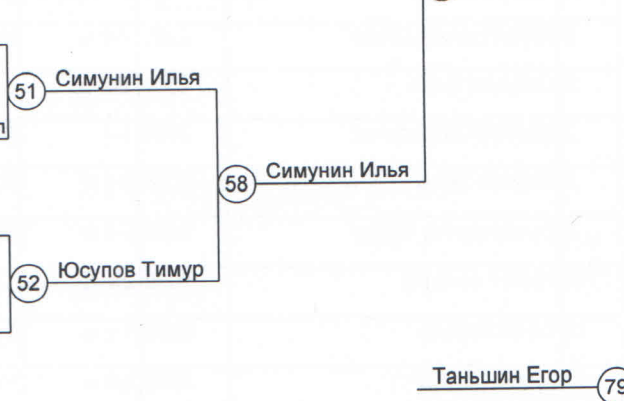 51 Симунин Илья
58 Симунин Илья
52 Юсупов Тимур
Таньшин Егор 79